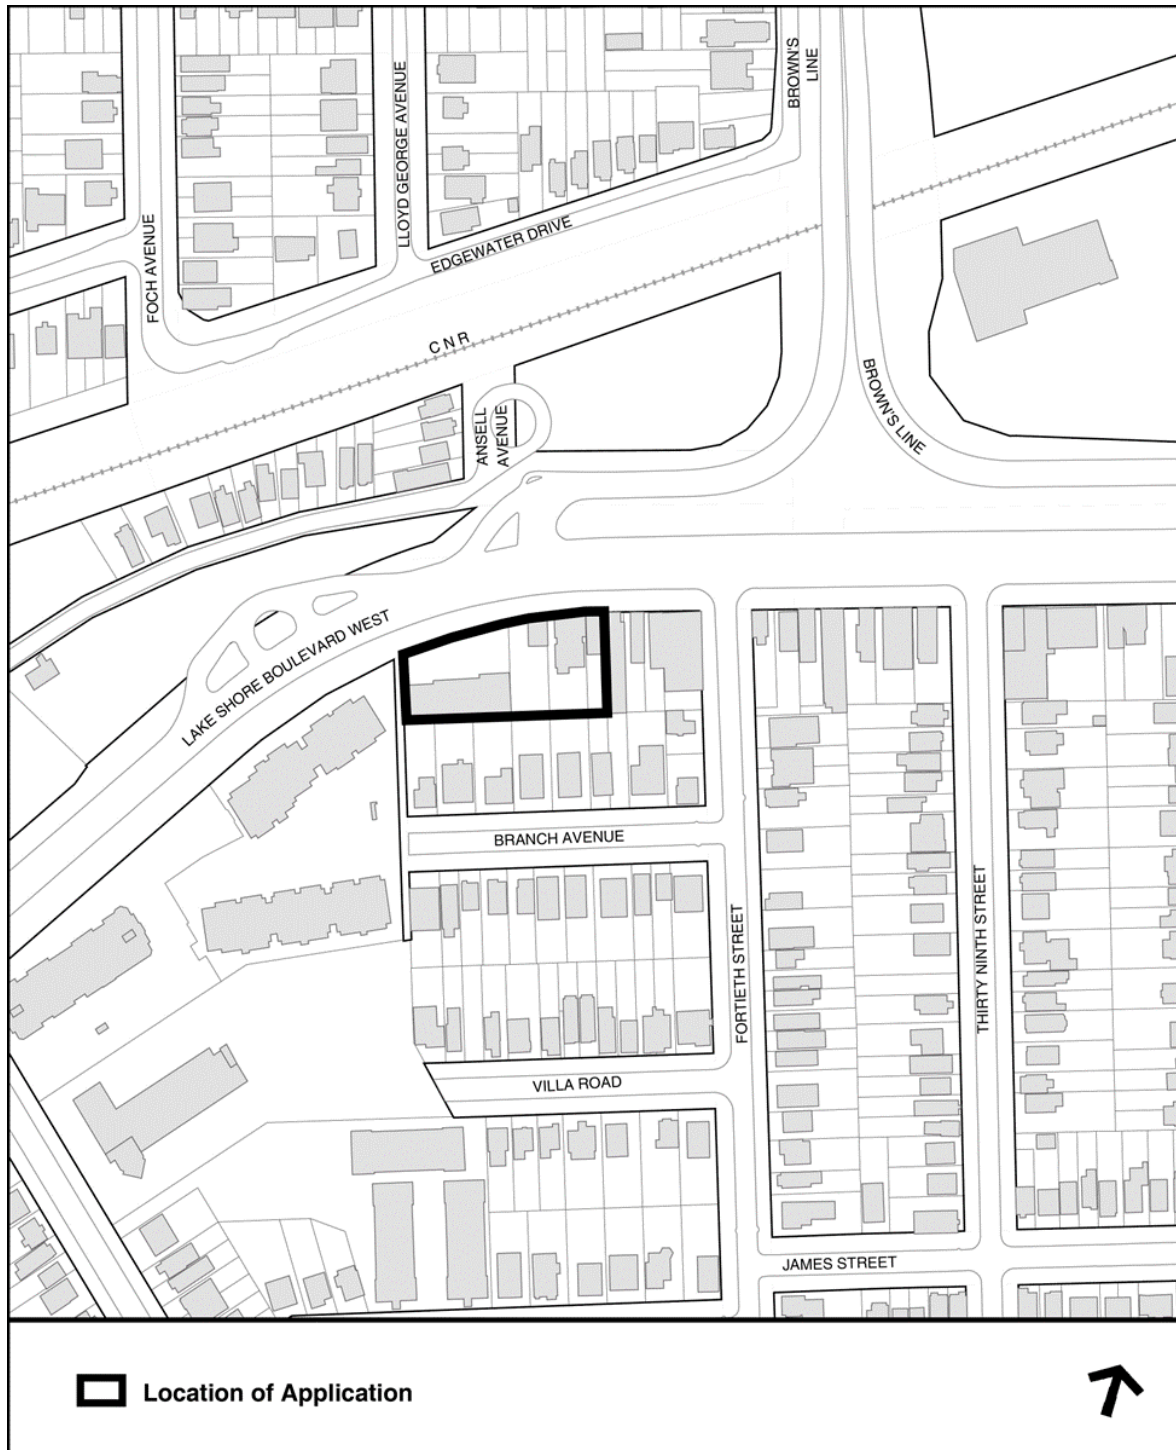 BROWN'S
LINE
LLOYD GEORGE AVENUE
FOCH AVENUE
EDGEWATER DRIVE
CNR
BROWN'S LINE
ANSELL
AVENUE
LAKE SHORE BOULEVARD WEST
BRANCH AVENUE
FORTIETH STREET
THIRTY NINTH STREET
VILLA ROAD
JAMES STREET
Location of Application